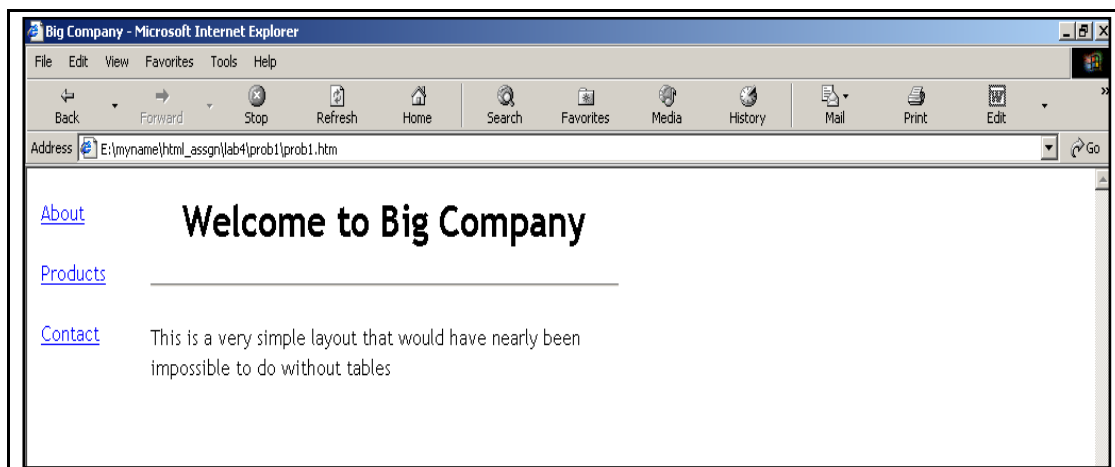 Big Company - Microsoft Internet Explorer
File Edit View Favorites Tools Help
Back Forward Stop Refresh Home Search Favorites Media History Mail Print Edit
Address E:\myname\html_assgn\lab4\prob1\prob1.htm Go
About
Welcome to Big Company
Products
Contact
This is a very simple layout that would have nearly been
impossible to do without tables